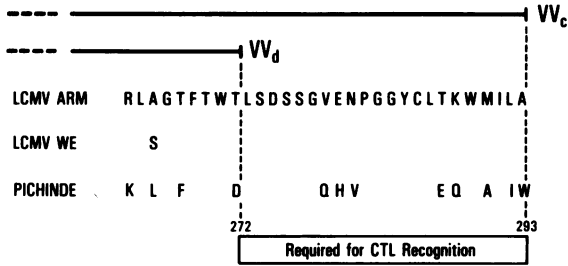 VVc
VVd
LCMV ARM RLAGTFTWTLSDSSGVENPGGYCLTKWMILA
LCMV WE S
PICHINDE K L F D Q H V E Q A I W
272 293
Required for CTL Recognition